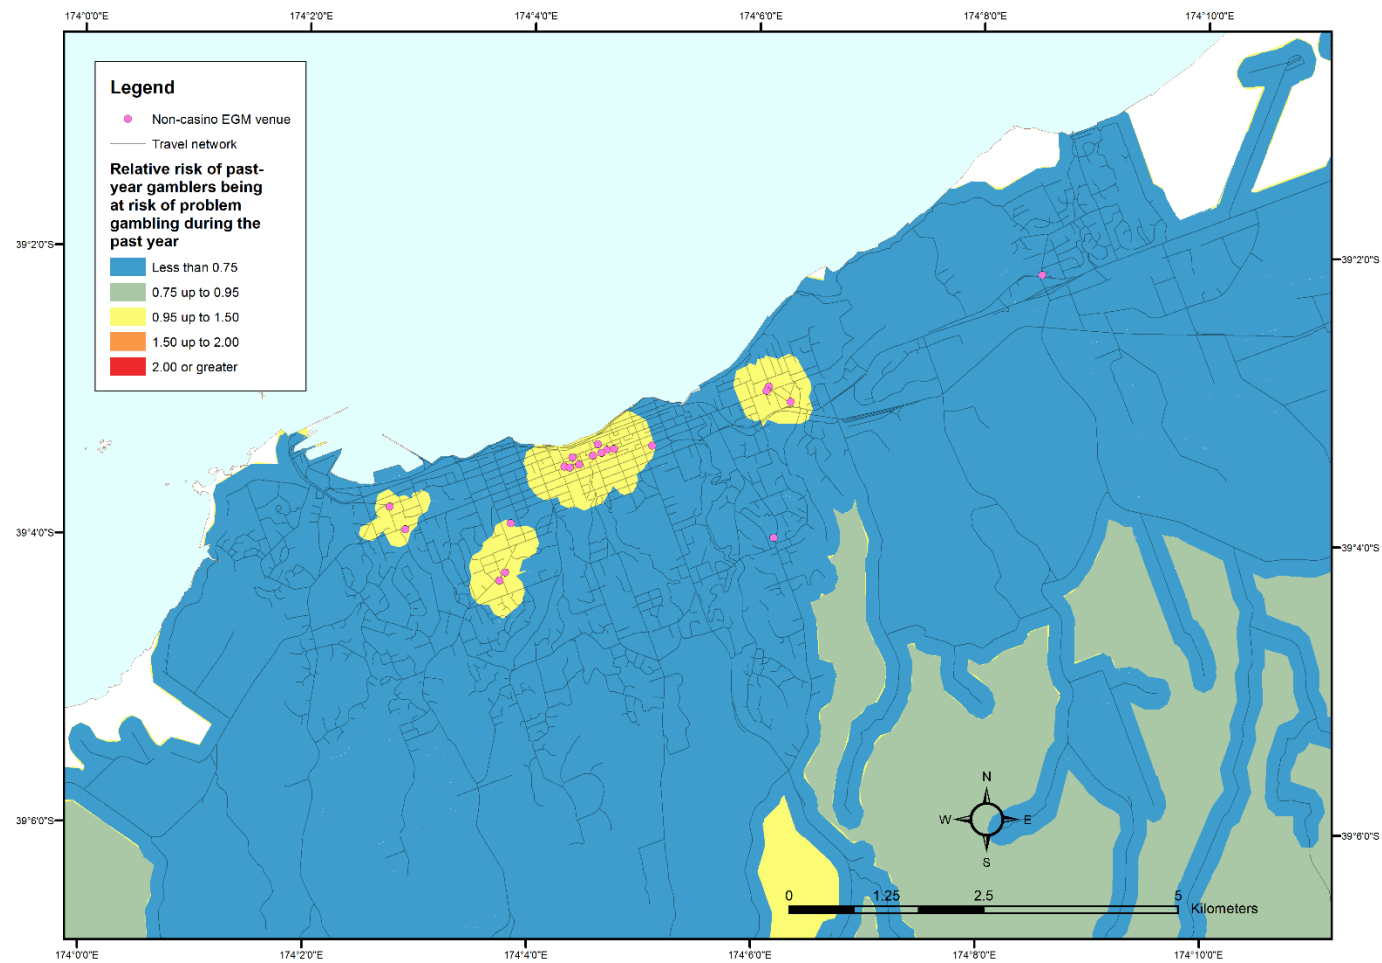 174°0'0"E 174°2'0"E 174°4'0"E 174°6'0"E 174°8'0"E 174°10'0"E
Legend
Non-casino EGM venue
Travel network
Relative risk of past-
year gamblers being
at risk of problem
gambling during the
past year
Less than 0.75
0.75 up to 0.95
0.95 up to 1.50
1.50 up to 2.00
2.00 or greater
39°2'0"S
39°2'0"S
39°4'0"S
39°4'0"S
N
W E
S
39°6'0"S
39°6'0"S
0 1.25 2.5 5
Kilometers
174°0'0"E 174°2'0"E 174°4'0"E 174°6'0"E 174°8'0"E 174°10'0"E